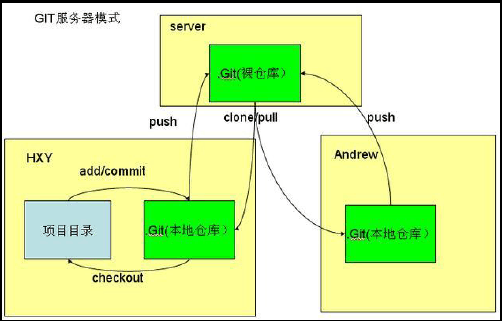 GIT服务器模式
server
.Git(裸仓库)
push
clone/pull
push
HXY
Andrew
add/commit
项目目录
.Git(本地仓库)
.Git(本地仓库)
checkout